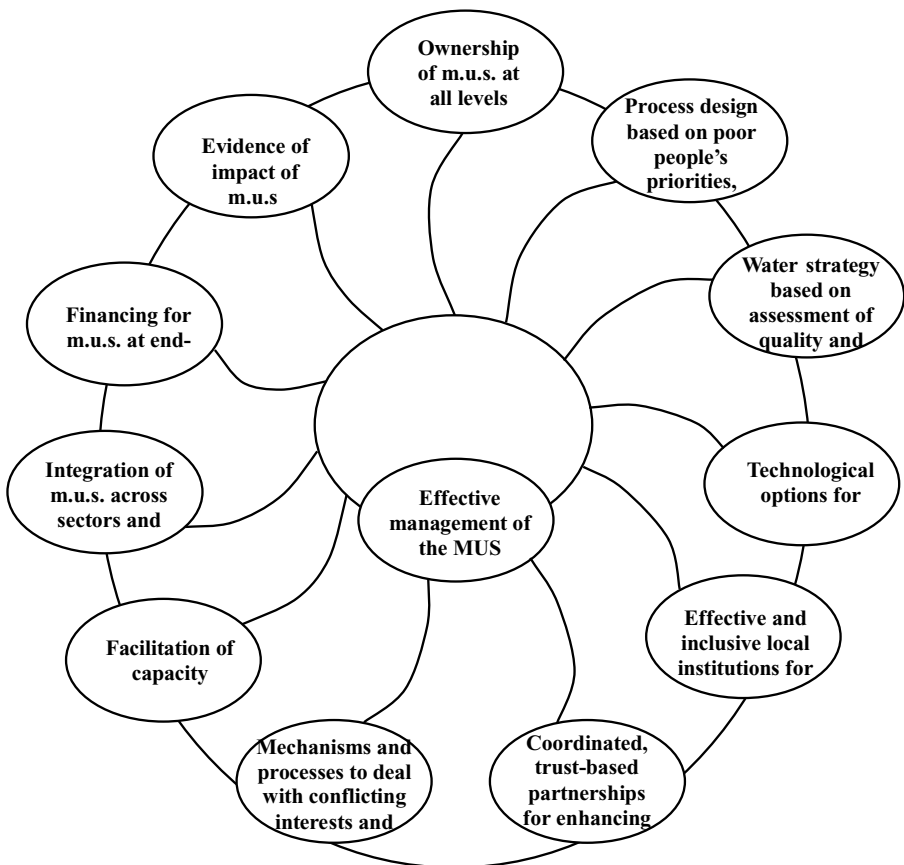 Ownership
of m.u.s. at
all levels
Process design
based on poor
people's
priorities,
Water strategy
based on
assessment of
quality and
Technological
options for
Effective and
inclusive local
institutions for
Coordinated,
trust-based
partnerships
for enhancing
Mechanisms and
processes to deal
with conflicting
interests and
Facilitation of
capacity
Integration of
m.u.s. across
sectors and
Financing for
m.u.s. at end-
Evidence of
impact of
m.u.s
Effective
management of
the MUS